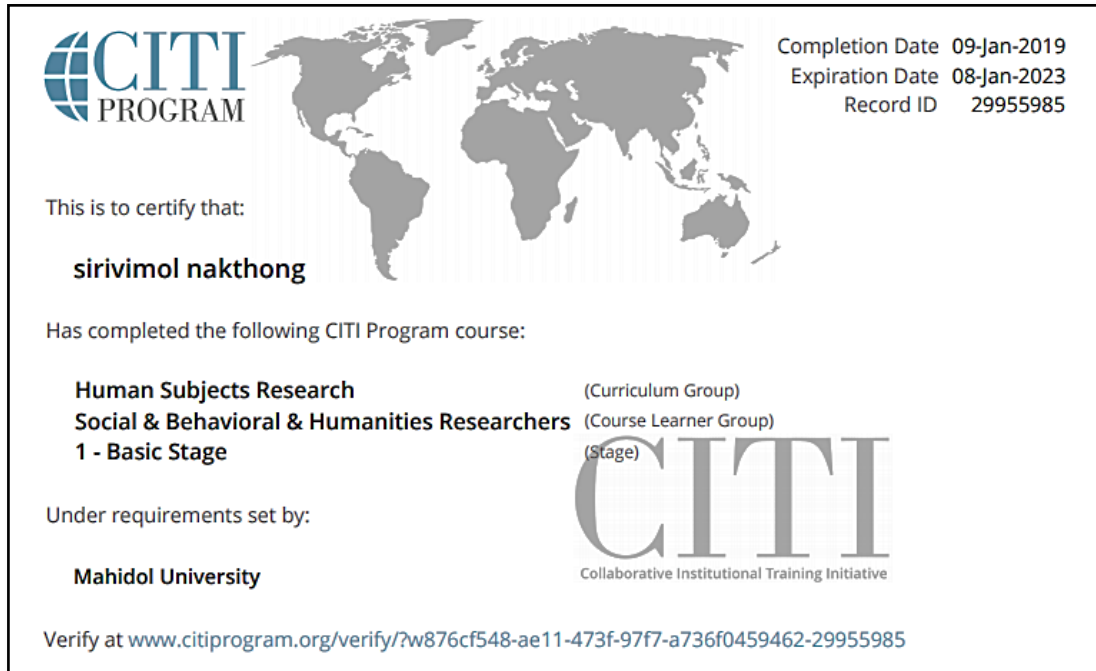 CITI
PROGRAM
Completion Date 09-Jan-2019
Expiration Date 08-Jan-2023
Record ID 29955985
This is to certify that:
sirivimol nakthong
Has completed the following CITI Program course:
Human Subjects Research (Curriculum Group)
Social & Behavioral & Humanities Researchers (Course Learner Group)
1 - Basic Stage (Stage)
Under requirements set by:
Mahidol University
CITI
Collaborative Institutional Training Initiative
Verify at www.citiprogram.org/verify/?w876cf548-ae11-473f-97f7-a736f0459462-29955985